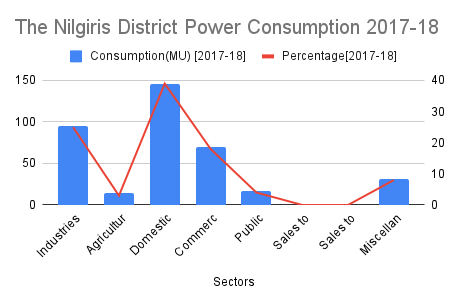 The Nilgiris District Power Consumption 2017-18
Consumption(MU) [2017-18] Percentage[2017-18]
150 40
100 30
20
50 10
0 0
Industries Agricultur Domestic Commerc Public Sales to Sales to Miscellan
Sectors